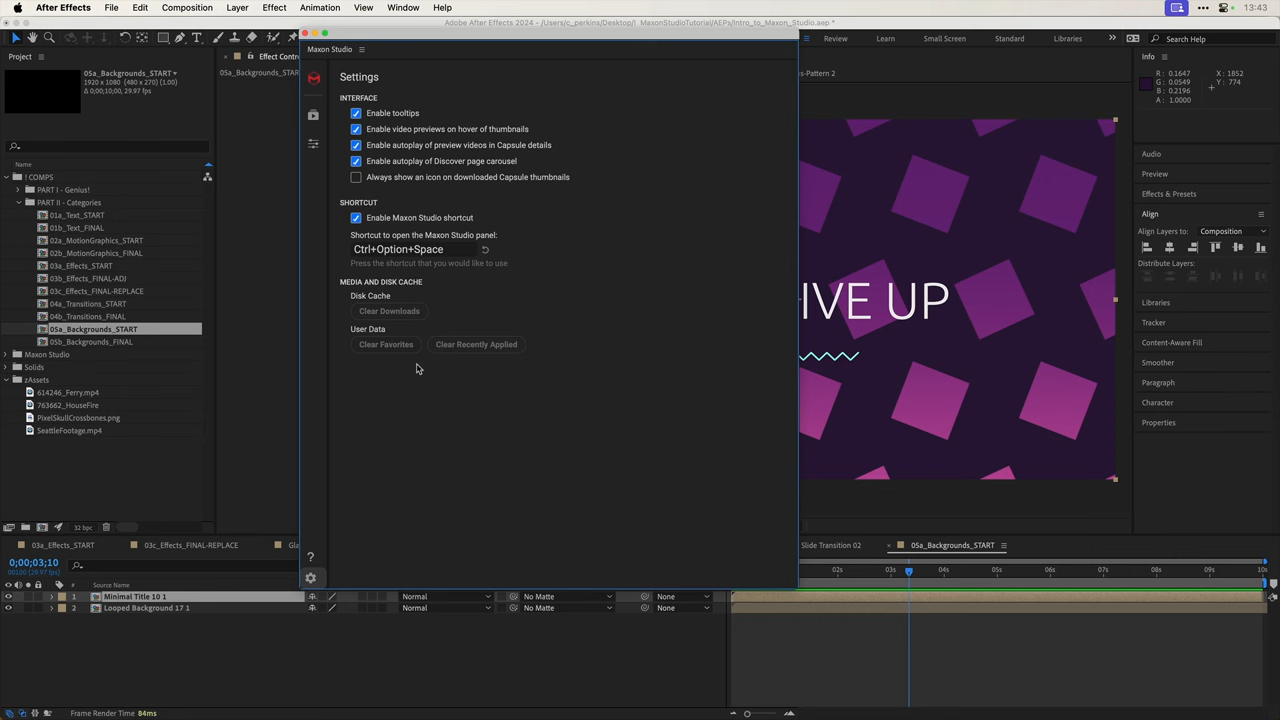 After Effects File Edit Composition Layer Effect Animation View Window Help 13:43
Adobe After Effects 2024 - /Users/c_perkins/Desktop/!_MaxonStudioTutorial/AEPs/Intro_to_Maxon_Studio.aep *
Review Learn Small Screen Standard Libraries Search Help
Project
Effect Contro
Maxon Studio
Info
05a_Backgrounds_START
1920 x 1080 (480 x 270) (1.00)
Δ 0;00;10;00, 29.97 fps
05a_Backgrounds_STAR
s-Pattern 2
R : 0.1647
G : 0.0549
B : 0.2196
A : 1.0000
X : 1852
Y : 774
Name
! COMPS
PART I - Genius!
PART II - Categories
01a_Text_START
01b_Text_FINAL
02a_MotionGraphics_START
02b_MotionGraphics_FINAL
03a_Effects_START
03b_Effects_FINAL-ADJ
03c_Effects_FINAL-REPLACE
04a_Transitions_START
04b_Transitions_FINAL
05a_Backgrounds_START
05b_Backgrounds_FINAL
Maxon Studio
Solids
zAssets
614246_Ferry.mp4
763662_HouseFire
PixelSkullCrossbones.png
SeattleFootage.mp4
32 bpc
Settings
INTERFACE
Enable tooltips
Enable video previews on hover of thumbnails
Enable autoplay of preview videos in Capsule details
Enable autoplay of Discover page carousel
Always show an icon on downloaded Capsule thumbnails
SHORTCUT
Enable Maxon Studio shortcut
Shortcut to open the Maxon Studio panel:
Ctrl+Option+Space
Press the shortcut that you would like to use
MEDIA AND DISK CACHE
Disk Cache
Clear Downloads
User Data
Clear Favorites Clear Recently Applied
IVE UP
Audio
Preview
Effects & Presets
Align
Align Layers to: Composition
Distribute Layers:
Libraries
Tracker
Content-Aware Fill
Smoother
Paragraph
Character
Properties
03a_Effects_START 03c_Effects_FINAL-REPLACE Gla Slide Transition 02 05a_Backgrounds_START
0;00;03;10
00100 (29.97 fps)
02s 03s 04s 05s 06s 07s 08s 09s 10s
# Source Name
1 Minimal Title 10 1 Normal No Matte None
2 Looped Background 17 1 Normal No Matte None
Frame Render Time 84ms